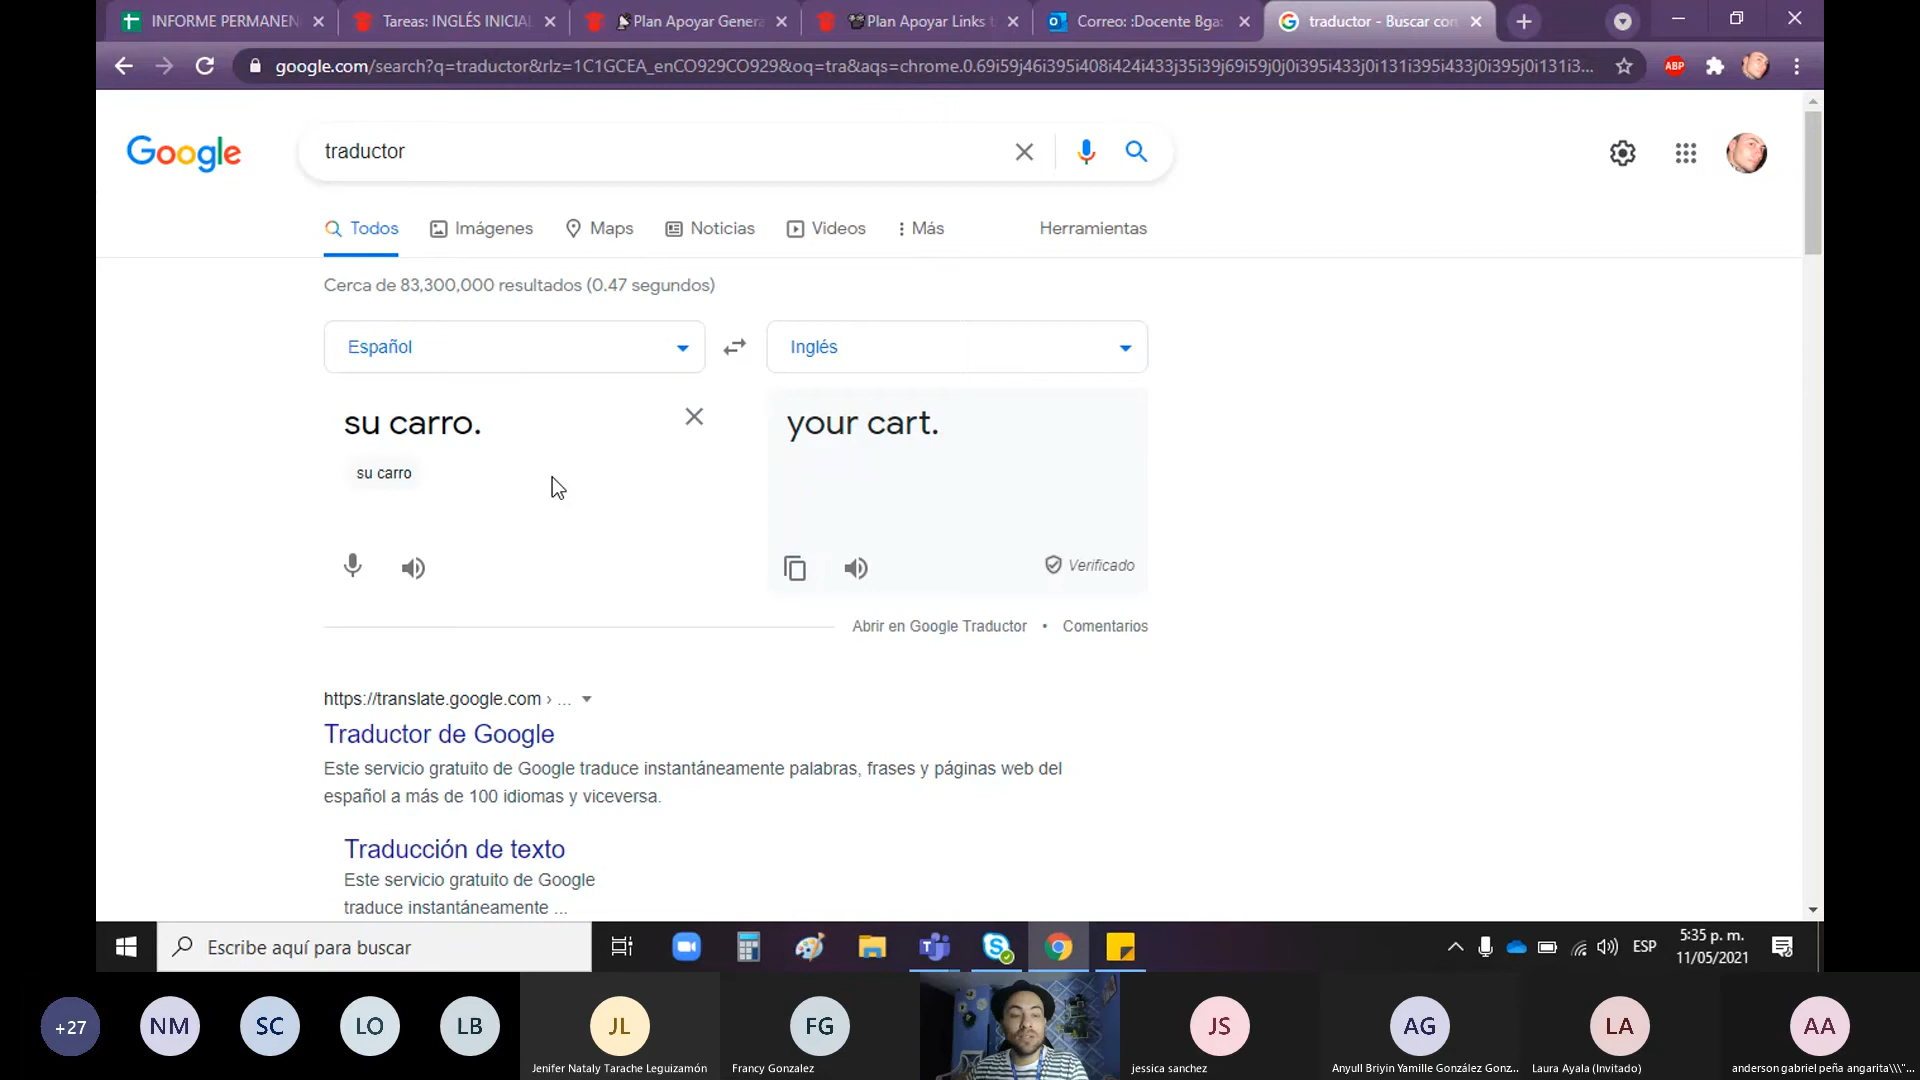 INFORME PERMANEN
Tareas: INGLÉS INICIAL
Plan Apoyar Genera
Plan Apoyar Links t
Correo: :Docente Bga:
traductor - Buscar con
google.com/search?q=traductor&rlz=1C1GCEA_enCO929CO929&oq=tra&aqs=chrome.0.69i59j46i395i408i424i433j35i39j69i59j0j0i395i433j0i131i395i433j0i395j0i131i3...
ABP
Google
traductor
Todos
Imágenes
Maps
Noticias
Videos
Más
Herramientas
Cerca de 83,300,000 resultados (0.47 segundos)
Español
Inglés
su carro.
your cart.
su carro
Verificado
Abrir en Google Traductor • Comentarios
https://translate.google.com › ...
Traductor de Google
Este servicio gratuito de Google traduce instantáneamente palabras, frases y páginas web del
español a más de 100 idiomas y viceversa.
Traducción de texto
Este servicio gratuito de Google
traduce instantáneamente ...
Escribe aquí para buscar
ESP
5:35 p. m.
11/05/2021
+27
NM
SC
LO
LB
JL
FG
JS
AG
LA
AA
Jenifer Nataly Tarache Leguizamón
Francy Gonzalez
jessica sanchez
Anyull Briyin Yamille González Gonz...
Laura Ayala (Invitado)
anderson gabriel peña angarita\\\"...